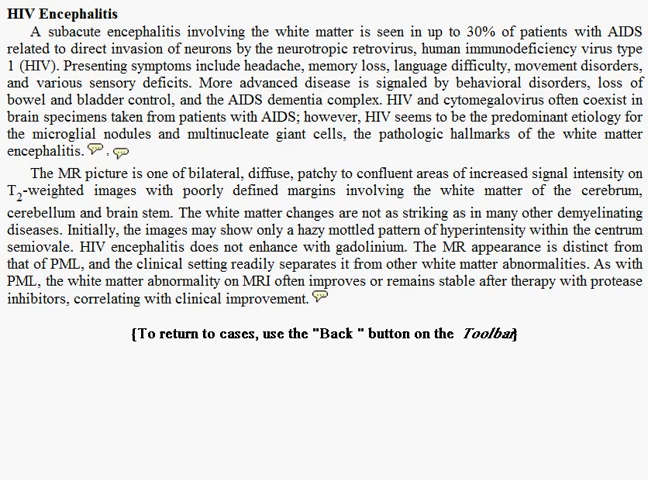 HIV Encephalitis
A subacute encephalitis involving the white matter is seen in up to 30% of patients with AIDS
related to direct invasion of neurons by the neurotropic retrovirus, human immunodeficiency virus type
1 (HIV). Presenting symptoms include headache, memory loss, language difficulty, movement disorders,
and various sensory deficits. More advanced disease is signaled by behavioral disorders, loss of
bowel and bladder control, and the AIDS dementia complex. HIV and cytomegalovirus often coexist in
brain specimens taken from patients with AIDS; however, HIV seems to be the predominant etiology for
the microglial nodules and multinucleate giant cells, the pathologic hallmarks of the white matter
encephalitis. ,
The MR picture is one of bilateral, diffuse, patchy to confluent areas of increased signal intensity on
T2-weighted images with poorly defined margins involving the white matter of the cerebrum,
cerebellum and brain stem. The white matter changes are not as striking as in many other demyelinating
diseases. Initially, the images may show only a hazy mottled pattern of hyperintensity within the centrum
semiovale. HIV encephalitis does not enhance with gadolinium. The MR appearance is distinct from
that of PML, and the clinical setting readily separates it from other white matter abnormalities. As with
PML, the white matter abnormality on MRI often improves or remains stable after therapy with protease
inhibitors, correlating with clinical improvement.
{To return to cases, use the "Back " button on the Toolbar}